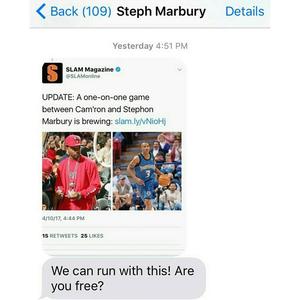 Back (109) Steph Marbury Details
Yesterday 4:51 PM
SLAM Magazine
@SLAMonline
UPDATE: A one-on-one game
between Cam'ron and Stephon
Marbury is brewing: slam.ly/vNioHj
4/10/17, 4:44 PM
15 RETWEETS 25 LIKES
We can run with this! Are
you free?